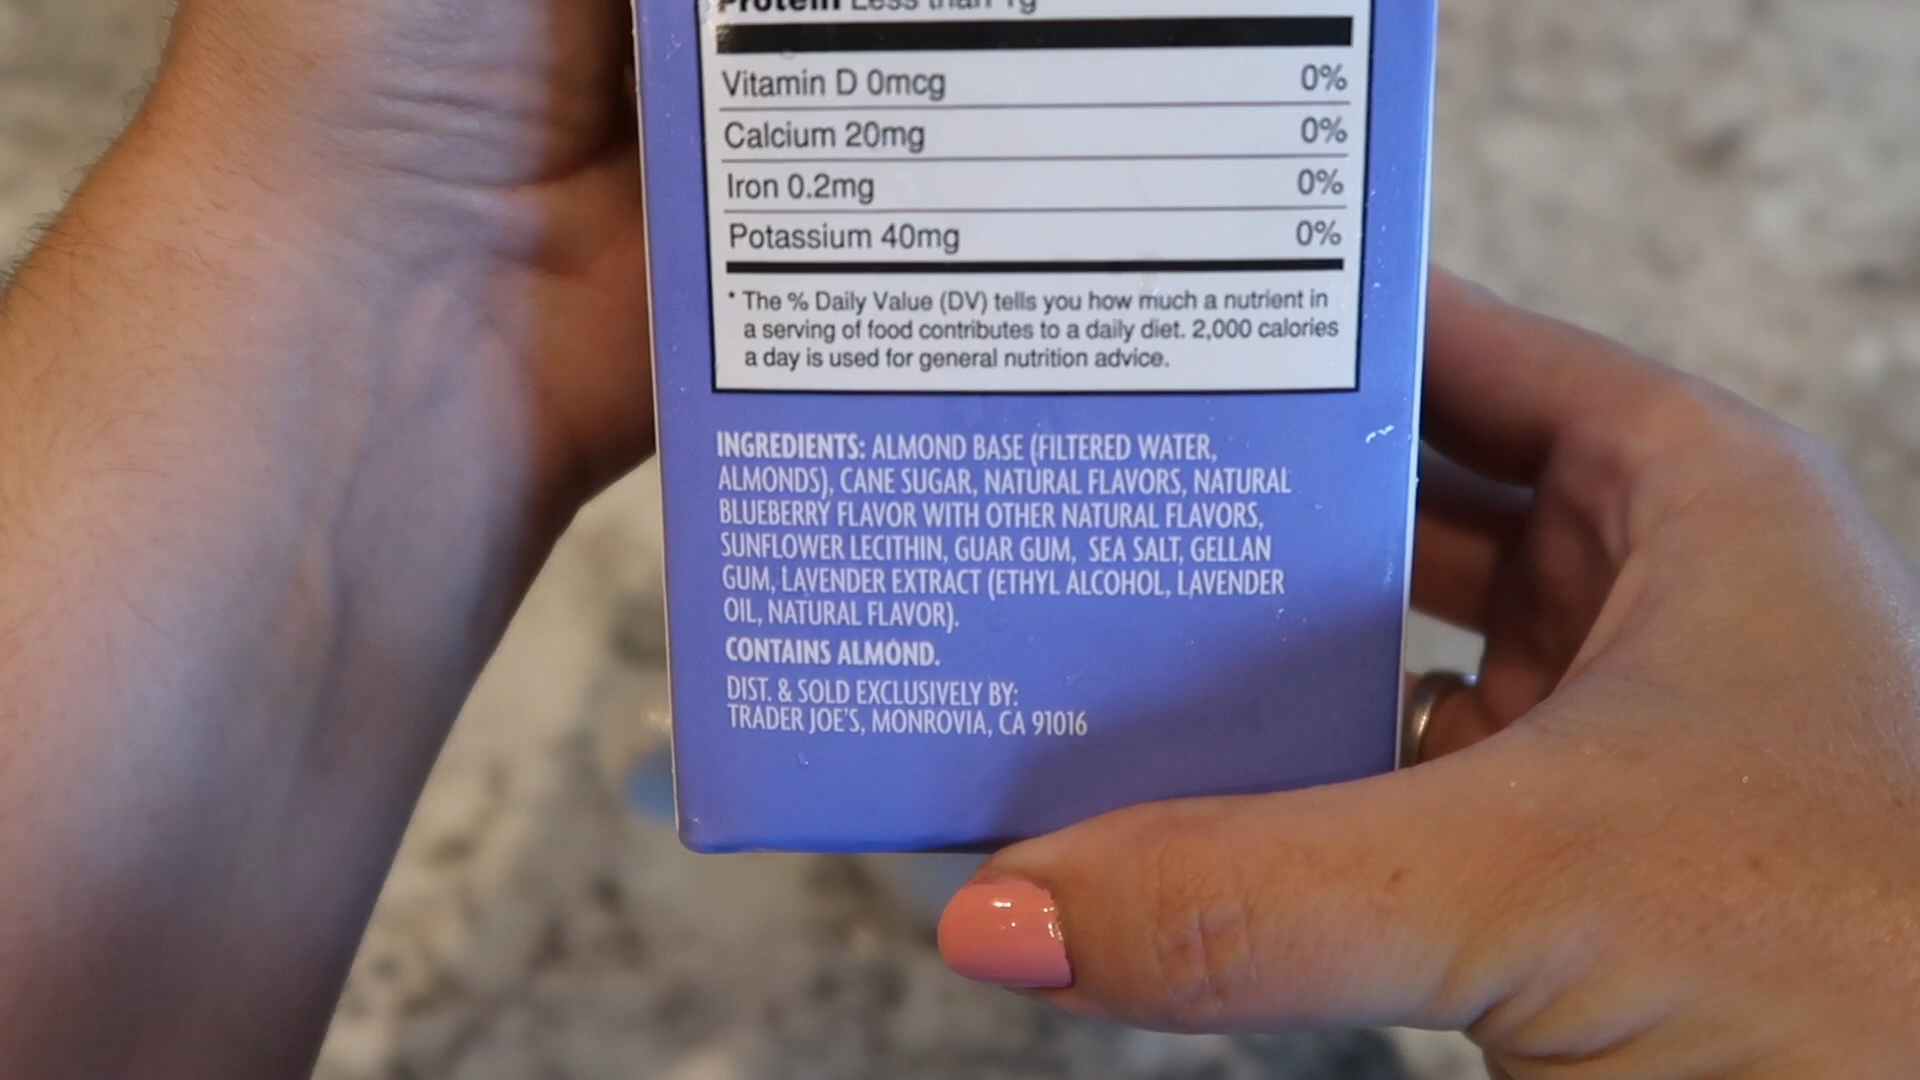 Protein Less than 1g
Vitamin D 0mcg 0%
Calcium 20mg 0%
Iron 0.2mg 0%
Potassium 40mg 0%
* The % Daily Value (DV) tells you how much a nutrient in
a serving of food contributes to a daily diet. 2,000 calories
a day is used for general nutrition advice.
INGREDIENTS: ALMOND BASE (FILTERED WATER,
ALMONDS), CANE SUGAR, NATURAL FLAVORS, NATURAL
BLUEBERRY FLAVOR WITH OTHER NATURAL FLAVORS,
SUNFLOWER LECITHIN, GUAR GUM, SEA SALT, GELLAN
GUM, LAVENDER EXTRACT (ETHYL ALCOHOL, LAVENDER
OIL, NATURAL FLAVOR).
CONTAINS ALMOND.
DIST. & SOLD EXCLUSIVELY BY:
TRADER JOE'S, MONROVIA, CA 91016